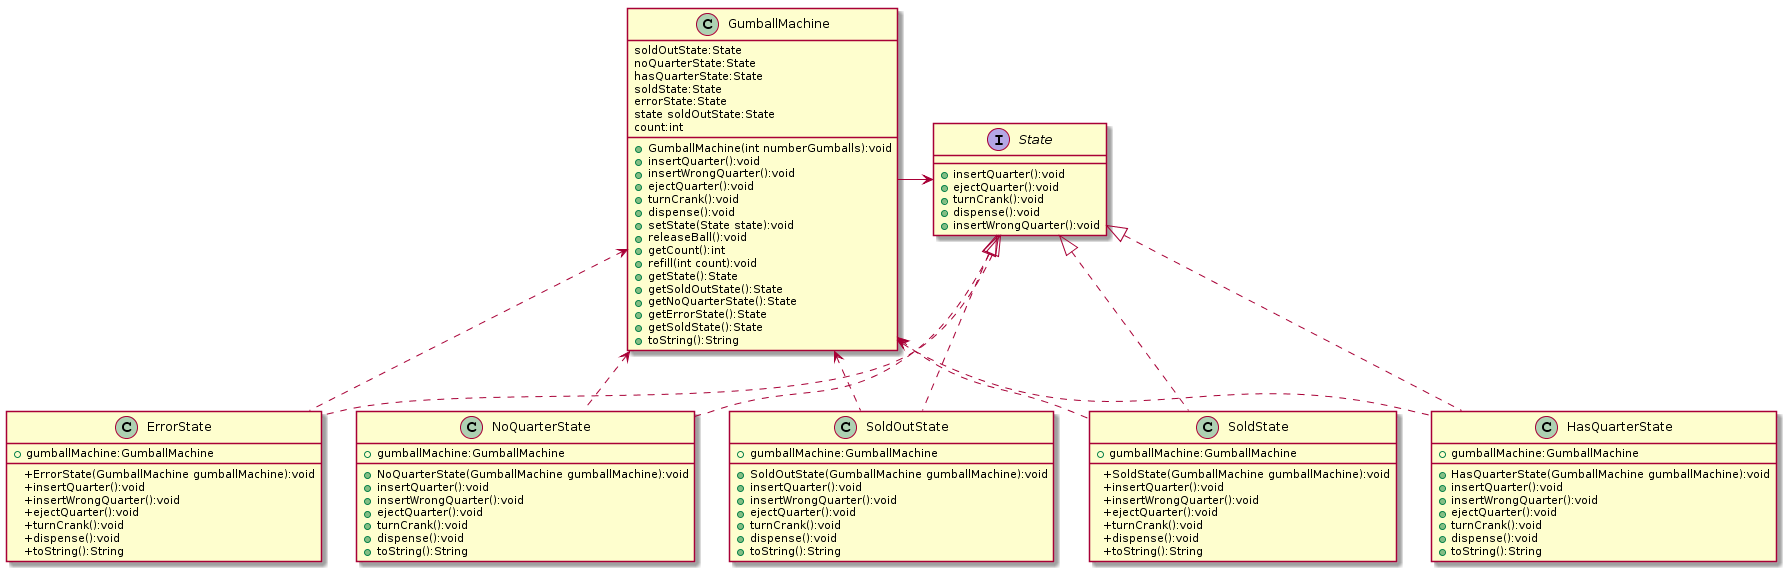 C GumballMachine
soldOutState:State
noQuarterState:State
hasQuarterState:State
soldState:State
errorState:State
state soldOutState:State
count:int
GumballMachine(int numberGumballs):void
insertQuarter():void
insertWrongQuarter():void
ejectQuarter():void
turnCrank():void
dispense():void
setState(State state):void
releaseBall():void
getCount():int
refill(int count):void
getState():State
getSoldOutState():State
getNoQuarterState():State
getErrorState():State
getSoldState():State
toString():String
I State
insertQuarter():void
ejectQuarter():void
turnCrank():void
dispense():void
insertWrongQuarter():void
C ErrorState
gumballMachine:GumballMachine
+ErrorState(GumballMachine gumballMachine):void
+insertQuarter():void
+insertWrongQuarter():void
+ejectQuarter():void
+turnCrank():void
+dispense():void
+toString():String
C NoQuarterState
gumballMachine:GumballMachine
NoQuarterState(GumballMachine gumballMachine):void
insertQuarter():void
insertWrongQuarter():void
ejectQuarter():void
turnCrank():void
dispense():void
toString():String
C SoldOutState
gumballMachine:GumballMachine
SoldOutState(GumballMachine gumballMachine):void
insertQuarter():void
insertWrongQuarter():void
ejectQuarter():void
turnCrank():void
dispense():void
toString():String
C SoldState
gumballMachine:GumballMachine
+SoldState(GumballMachine gumballMachine):void
+insertQuarter():void
+insertWrongQuarter():void
+ejectQuarter():void
+turnCrank():void
+dispense():void
+toString():String
C HasQuarterState
gumballMachine:GumballMachine
HasQuarterState(GumballMachine gumballMachine):void
insertQuarter():void
insertWrongQuarter():void
ejectQuarter():void
turnCrank():void
dispense():void
toString():String